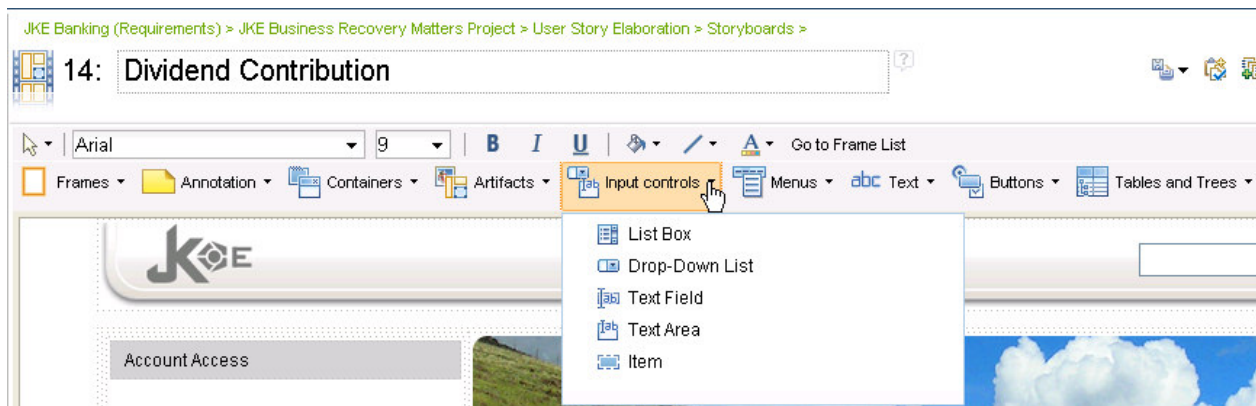 JKE Banking (Requirements) > JKE Business Recovery Matters Project > User Story Elaboration > Storyboards >
14: Dividend Contribution ?
Arial 9 B I U A Go to Frame List
Frames Annotation Containers Artifacts Input controls Menus abc Text Buttons Tables and Trees
JKE
List Box
Drop-Down List
Text Field
Text Area
Item
Account Access